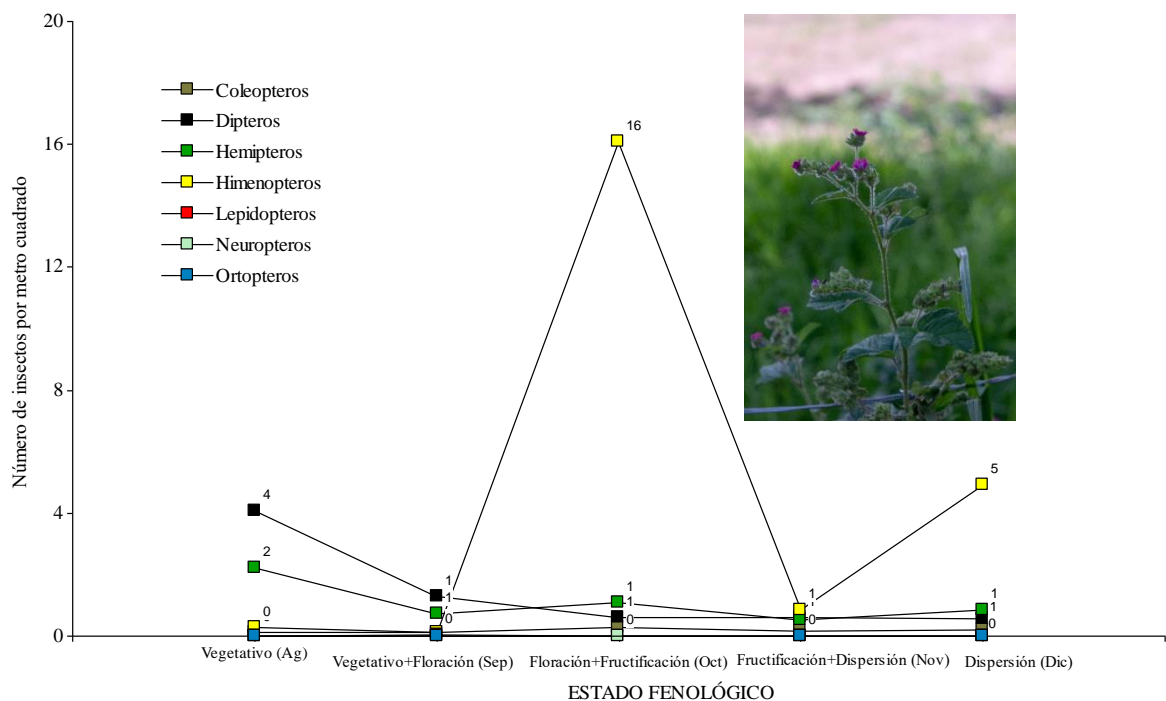 20
16
12
8
4
0
Número de insectos por metro cuadrado
Coleopteros
Dipteros
Hemipteros
Himenopteros
Lepidopteros
Neuropteros
Ortopteros
4
2
0
1
1
0
16
1
1
0
1
0
5
1
1
0
Vegetativo (Ag)
Vegetativo+Floración (Sep)
Floración+Fructificación (Oct)
Fructificación+Dispersión (Nov)
Dispersión (Dic)
ESTADO FENOLÓGICO